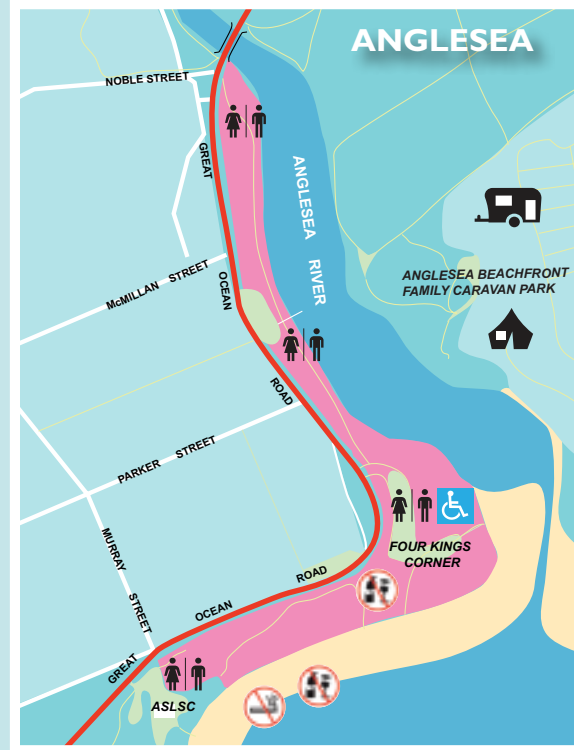 ANGLESEA
NOBLE STREET
GREAT
ANGLESEA RIVER
McMILLAN STREET
OCEAN
ANGLESEA BEACHFRONT
FAMILY CARAVAN PARK
ROAD
PARKER STREET
MURRAY STREET
FOUR KINGS
CORNER
GREAT OCEAN ROAD
ASLSC